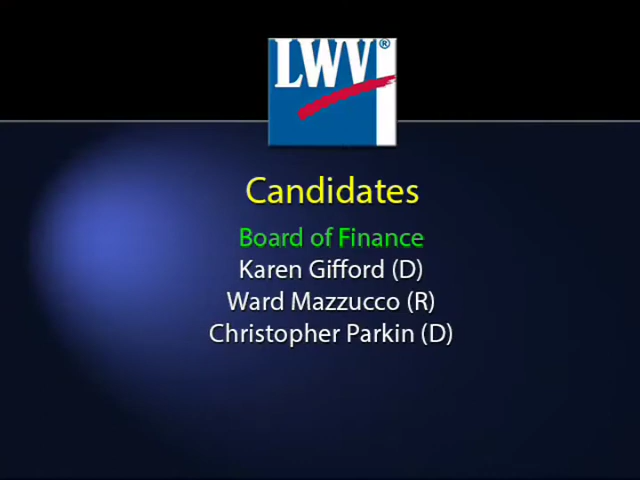 LWV®
Candidates
Board of Finance
Karen Gifford (D)
Ward Mazzucco (R)
Christopher Parkin (D)